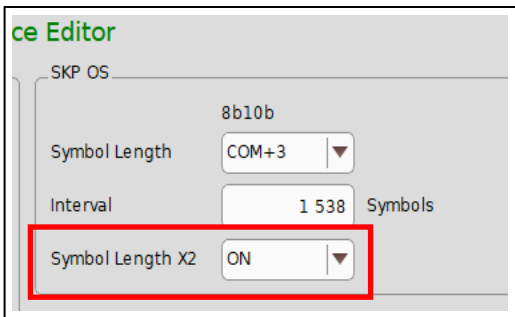 ce Editor
SKP OS
8b10b
Symbol Length COM+3
Interval 1 538 Symbols
Symbol Length X2 ON